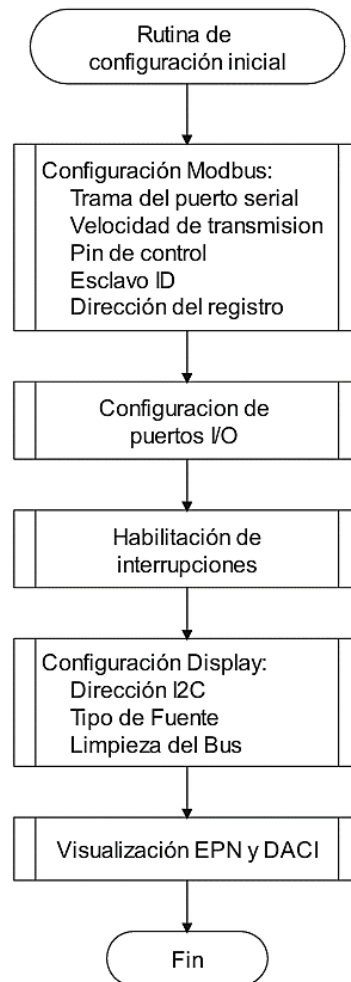 Rutina de
configuración inicial
Configuración Modbus:
Trama del puerto serial
Velocidad de transmision
Pin de control
Esclavo ID
Dirección del registro
Configuracion de
puertos I/O
Habilitación de
interrupciones
Configuración Display:
Dirección I2C
Tipo de Fuente
Limpieza del Bus
Visualización EPN y DACI
Fin